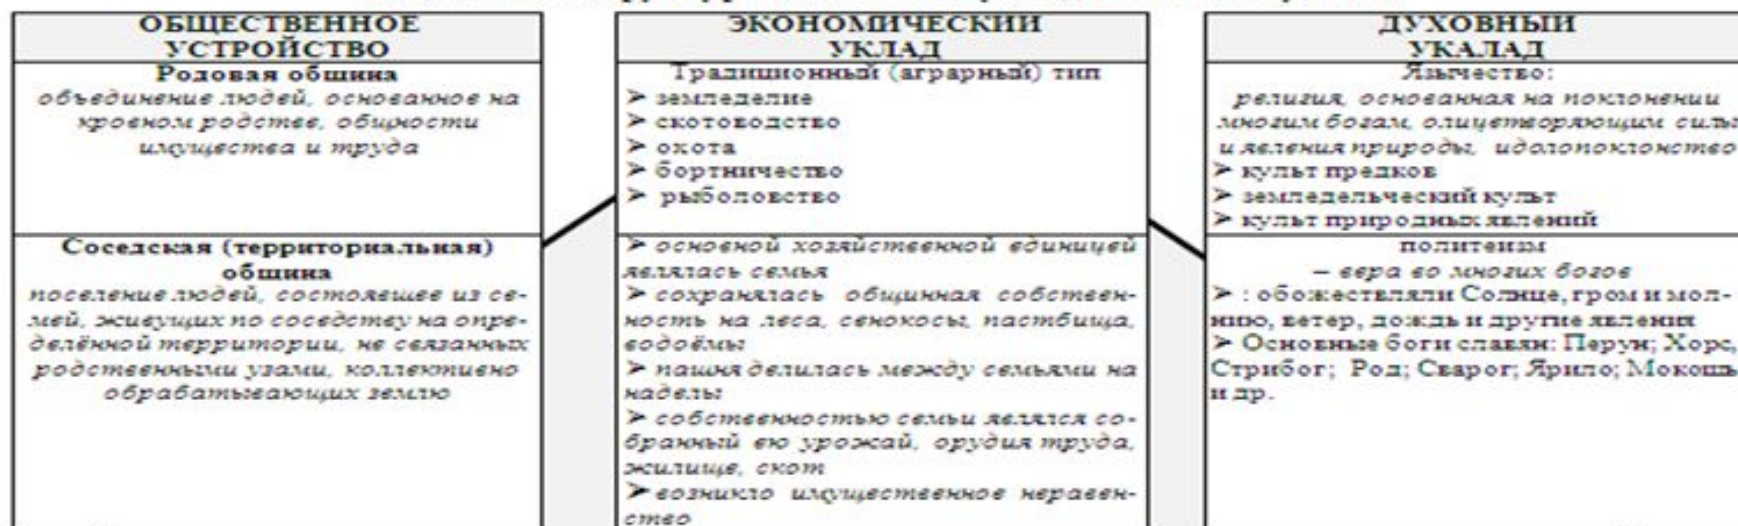 ОБЩЕСТВЕННОЕ
УСТРОЙСТВО
Родовая община
объединение людей, основанное на
кровном родстве, общности
имущества и труда
Соседская (территориальная)
община
поселение людей, состоявшее из се-
мей, живущих по соседству на опре-
делённой территории, не связанных
родственными узами, коллективно
обрабатывающих землю
ЭКОНОМИЧЕСКИЙ
УКЛАД
Традиционный (аграрный) тип
➢ земледелие
➢ скотоводство
➢ охота
➢ бортничество
➢ рыболовство
➢ основной хозяйственной единицей
являлась семья
➢ сохранялась общинная собствен-
ность на леса, сенокосы, пастбища,
водоёмы
➢ пашня делилась между семьями на
наделы
➢ собственностью семьи являлся со-
бранный ею урожай, орудия труда,
жилище, скот
➢ возникло имущественное неравен-
ство
ДУХОВНЫЙ
УКАЛАД
Язычество:
религия, основанная на поклонении
многим богам, олицетворяющим силы
и явления природы, идолопоклонство
➢ культ предков
➢ земледельческий культ
➢ культ природных явлений
политеизм
– вера во многих богов
➢ : обожествляли Солнце, гром и мол-
нию, ветер, дождь и другие явления
➢ Основные боги славян: Перун; Хорс,
Стрибог; Род; Сварог; Ярило; Мокошь
и др.